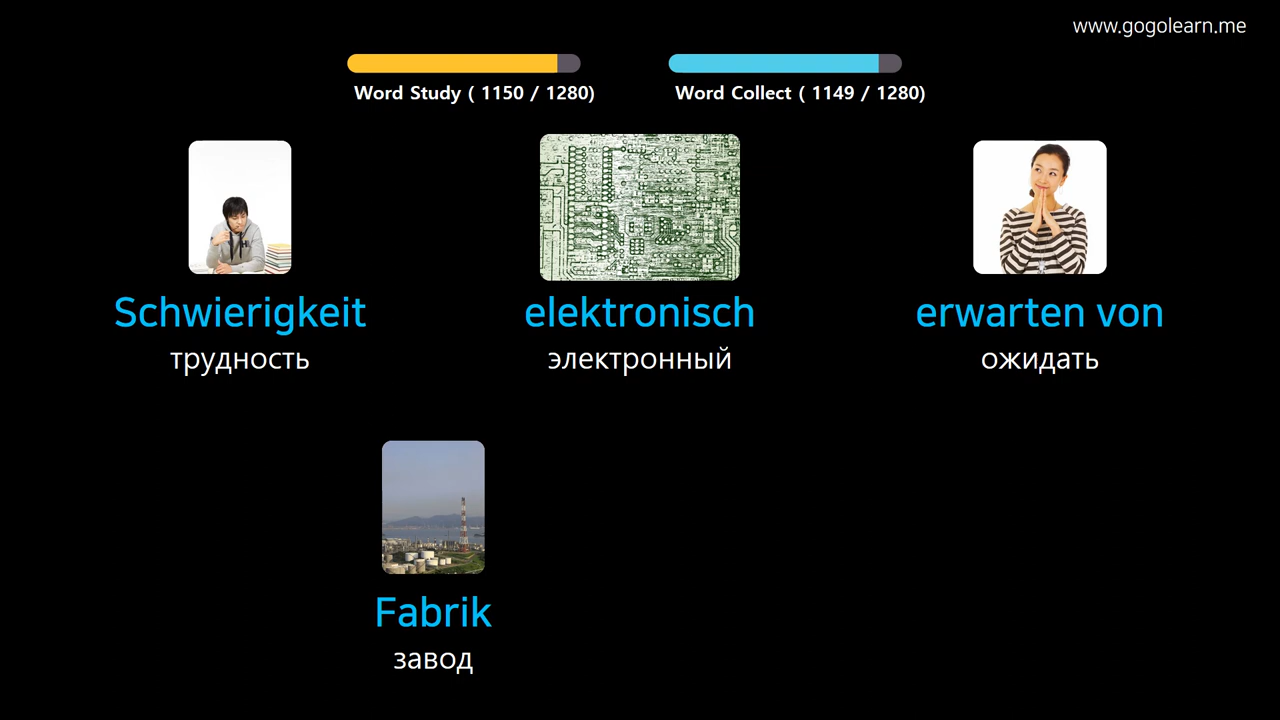 www.gogolearn.me
Word Study ( 1150 / 1280)
Word Collect ( 1149 / 1280)
Schwierigkeit
трудность
elektronisch
электронный
erwarten von
ожидать
Fabrik
завод